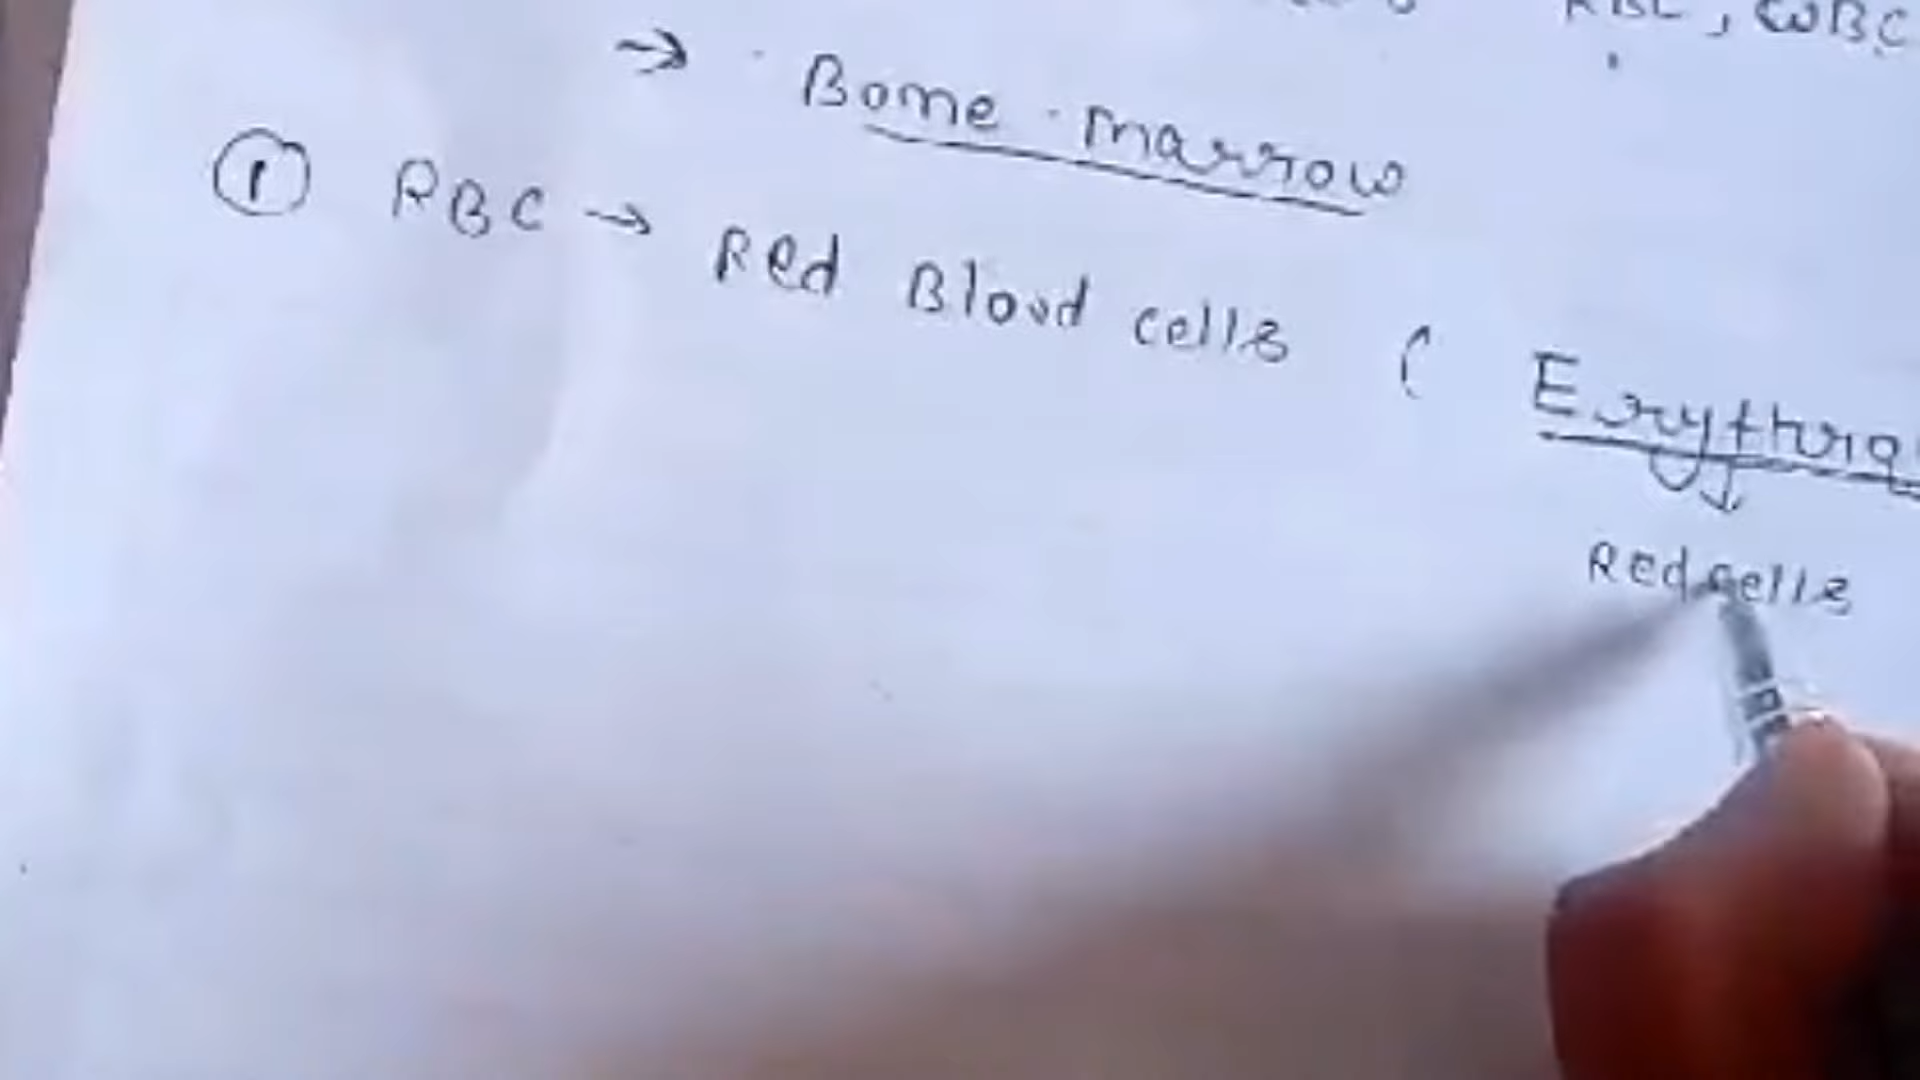 RBC, WBC
→ Bome marrow
① RBC → Red Blood cells (
Red cells